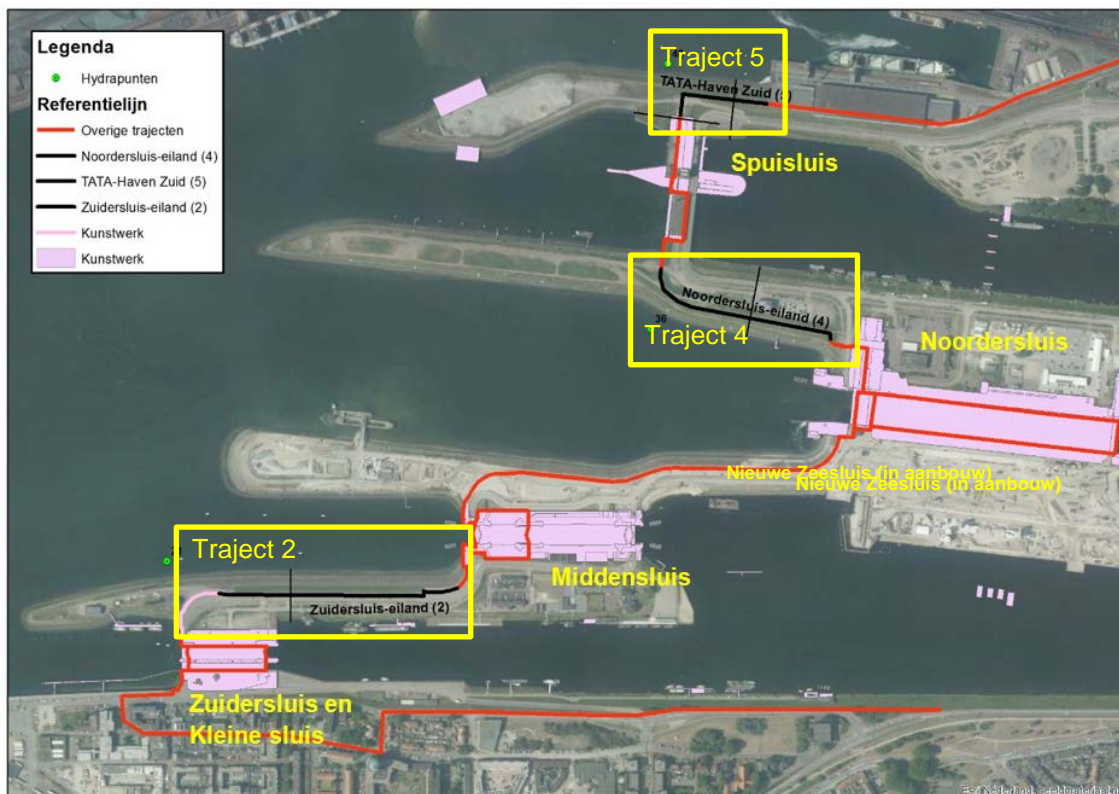 Legenda
Hydrapunten
Referentielijn
Overige trajecten
Noordersluis-eiland (4)
TATA-Haven Zuid (5)
Zuidersluis-eiland (2)
Kunstwerk
Kunstwerk
Traject 5
TATA-Haven Zuid (5)
Spuisluis
Noordersluis-eiland (4)
36
Traject 4
Noordersluis
Nieuwe Zeesluis (in aanbouw)
Nieuwe Zeesluis (in aanbouw)
Traject 2
Middensluis
Zuidersluis-eiland (2)
Zuidersluis en
Kleine sluis